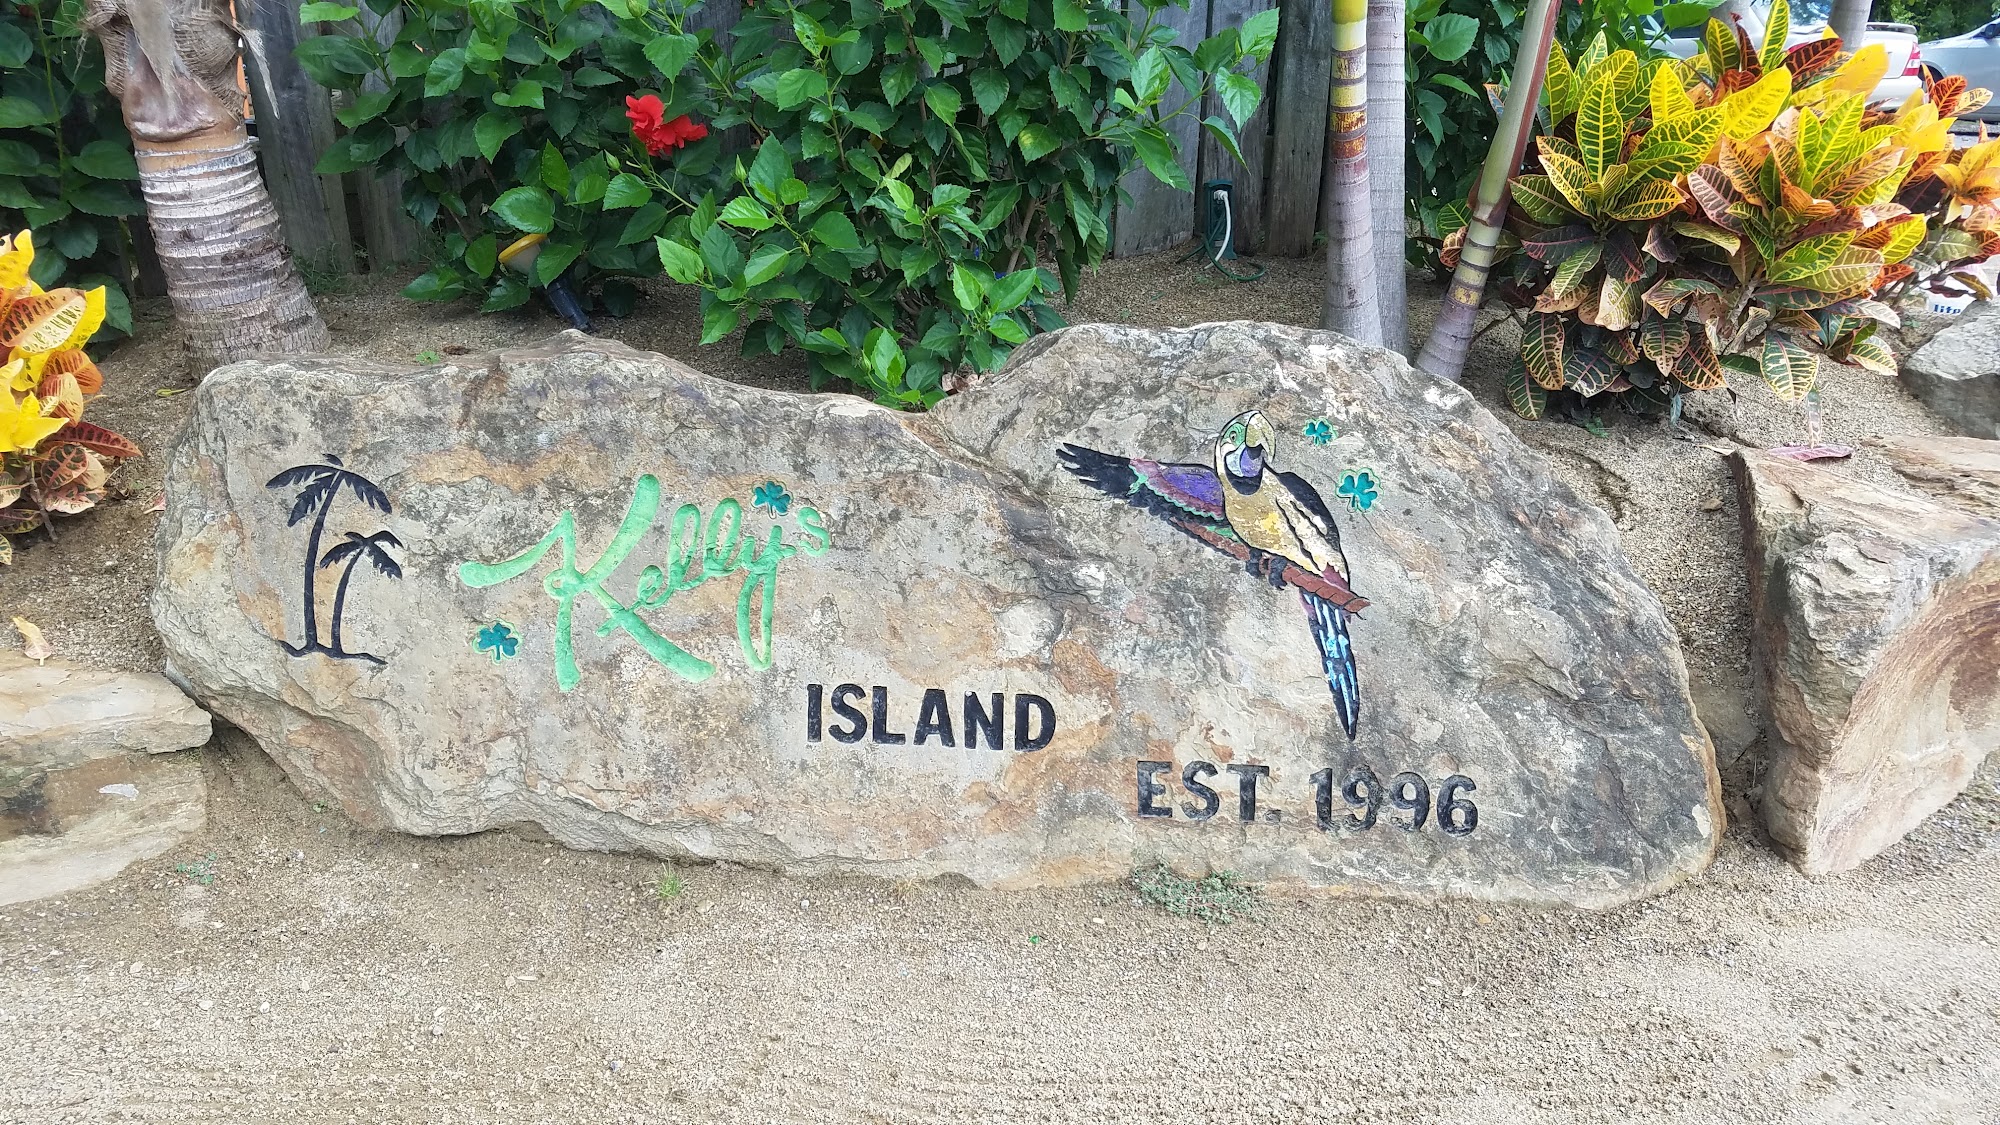 Kelly's
ISLAND
EST. 1996